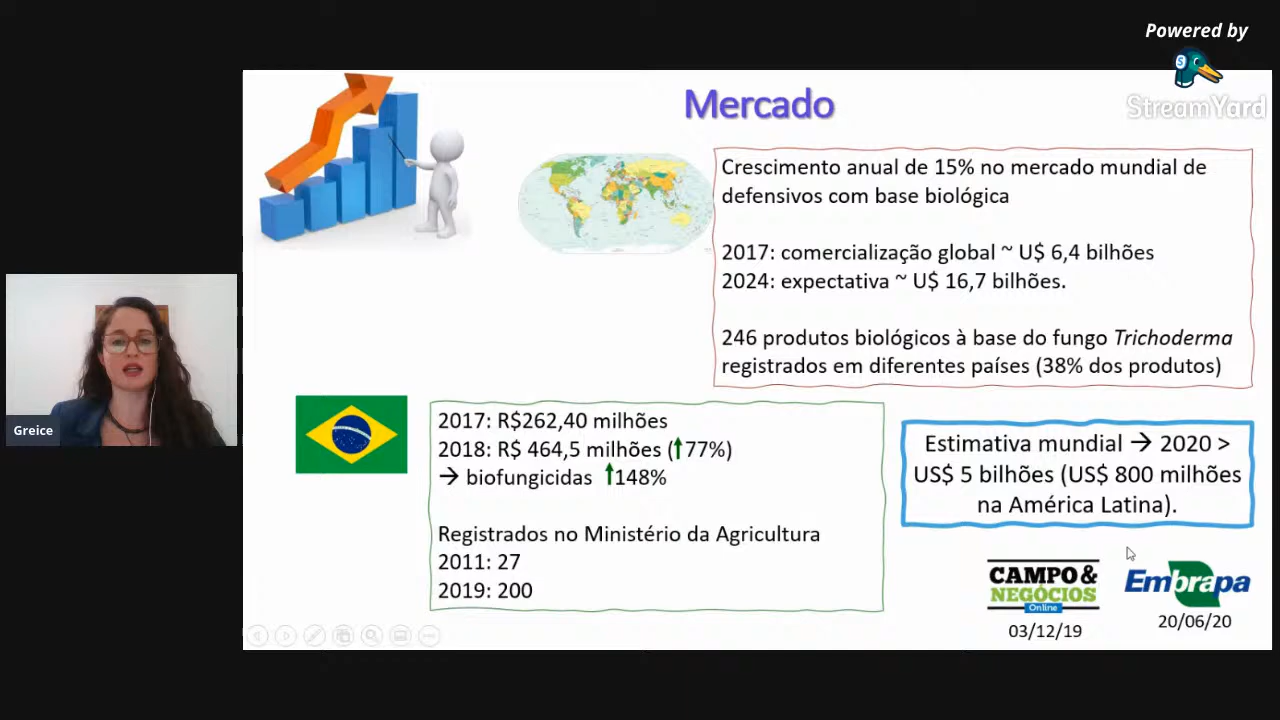 Powered by
StreamYard
Mercado
Crescimento anual de 15% no mercado mundial de
defensivos com base biológica
2017: comercialização global ~ U$ 6,4 bilhões
2024: expectativa ~ U$ 16,7 bilhões.
246 produtos biológicos à base do fungo Trichoderma
registrados em diferentes países (38% dos produtos)
Greice
2017: R$262,40 milhões
2018: R$ 464,5 milhões (↑77%)
→ biofungicidas ↑148%
Registrados no Ministério da Agricultura
2011: 27
2019: 200
Estimativa mundial → 2020 >
US$ 5 bilhões (US$ 800 milhões
na América Latina).
CAMPO &
NEGÓCIOS
Online
03/12/19
Embrapa
20/06/20